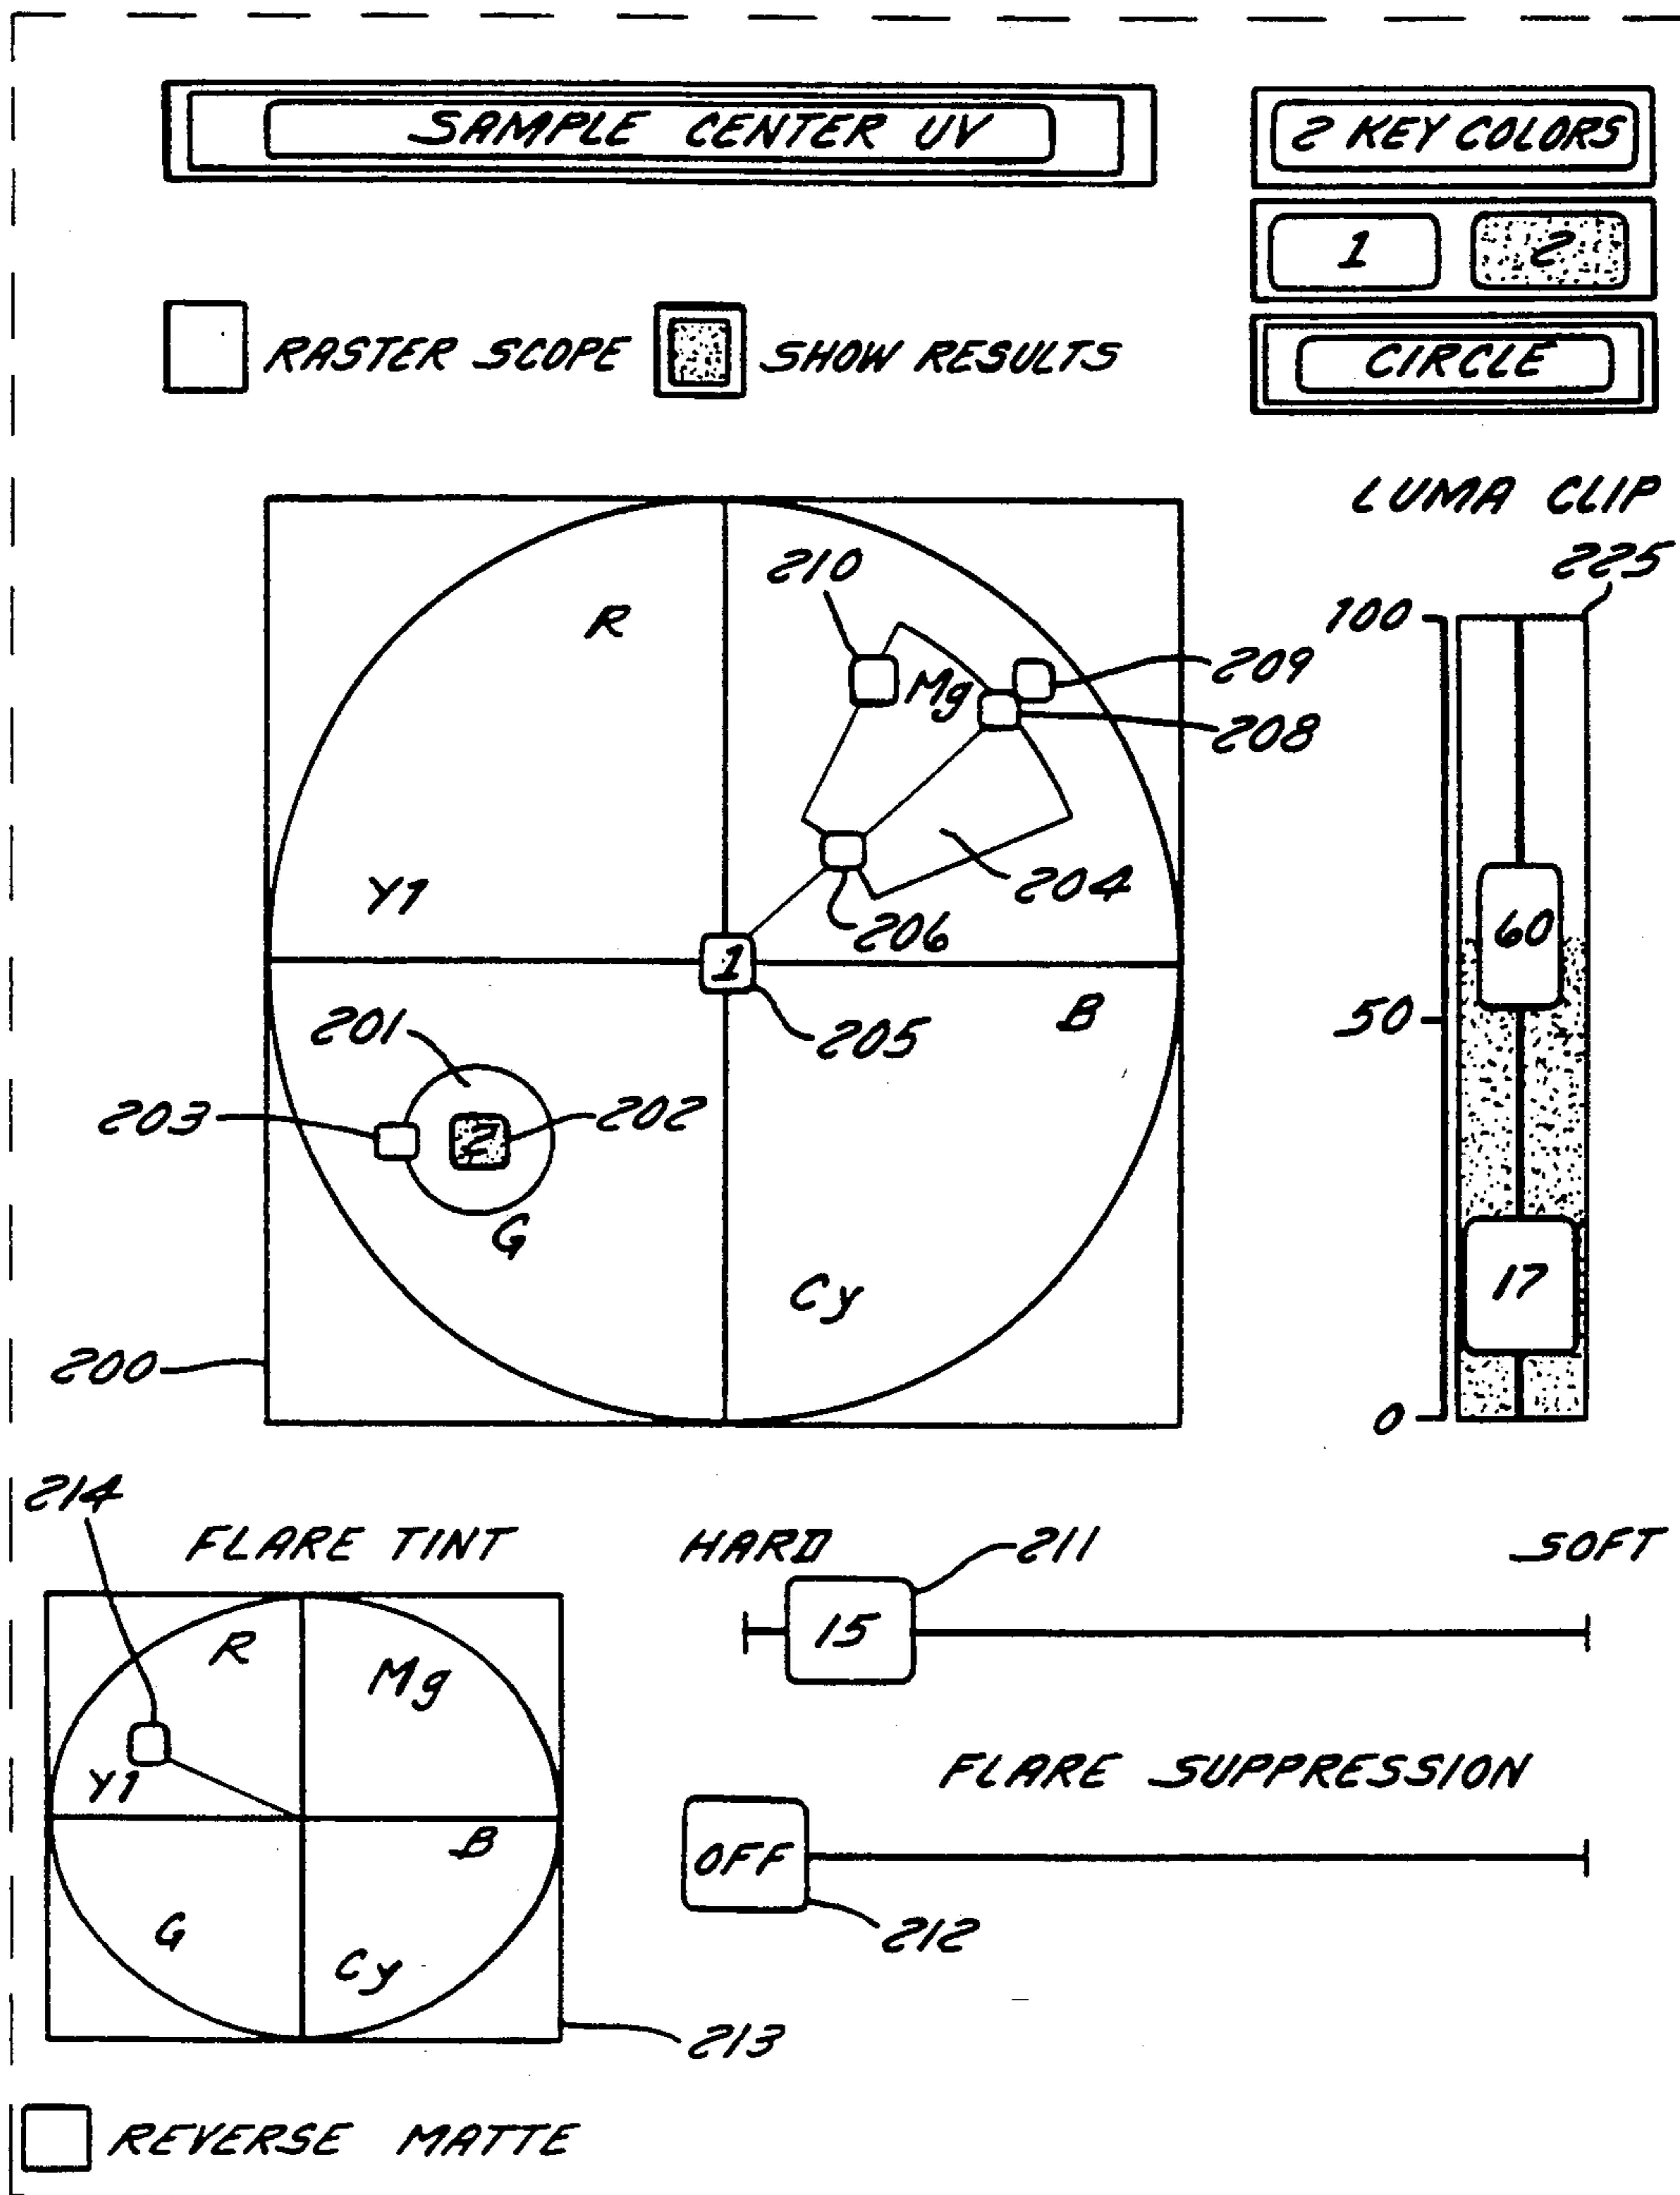 SAMPLE CENTER UV
2 KEY COLORS
1 2
RASTER SCOPE
SHOW RESULTS
CIRCLE
LUMA CLIP
225
210
R
100
209
Mg
208
Y1
204
60
206
1
B
201
205
50
203
2
202
G
17
Cy
200
0
214
FLARE TINT
HARD
211
SOFT
15
R
Mg
Y1
FLARE SUPPRESSION
B
OFF
G
212
Cy
213
REVERSE MATTE